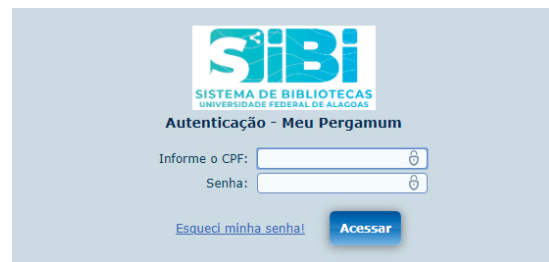 SiBi
SISTEMA DE BIBLIOTECAS
UNIVERSIDADE FEDERAL DE ALAGOAS
Autenticação - Meu Pergamum
Informe o CPF:
Senha:
Esqueci minha senha!
Acessar